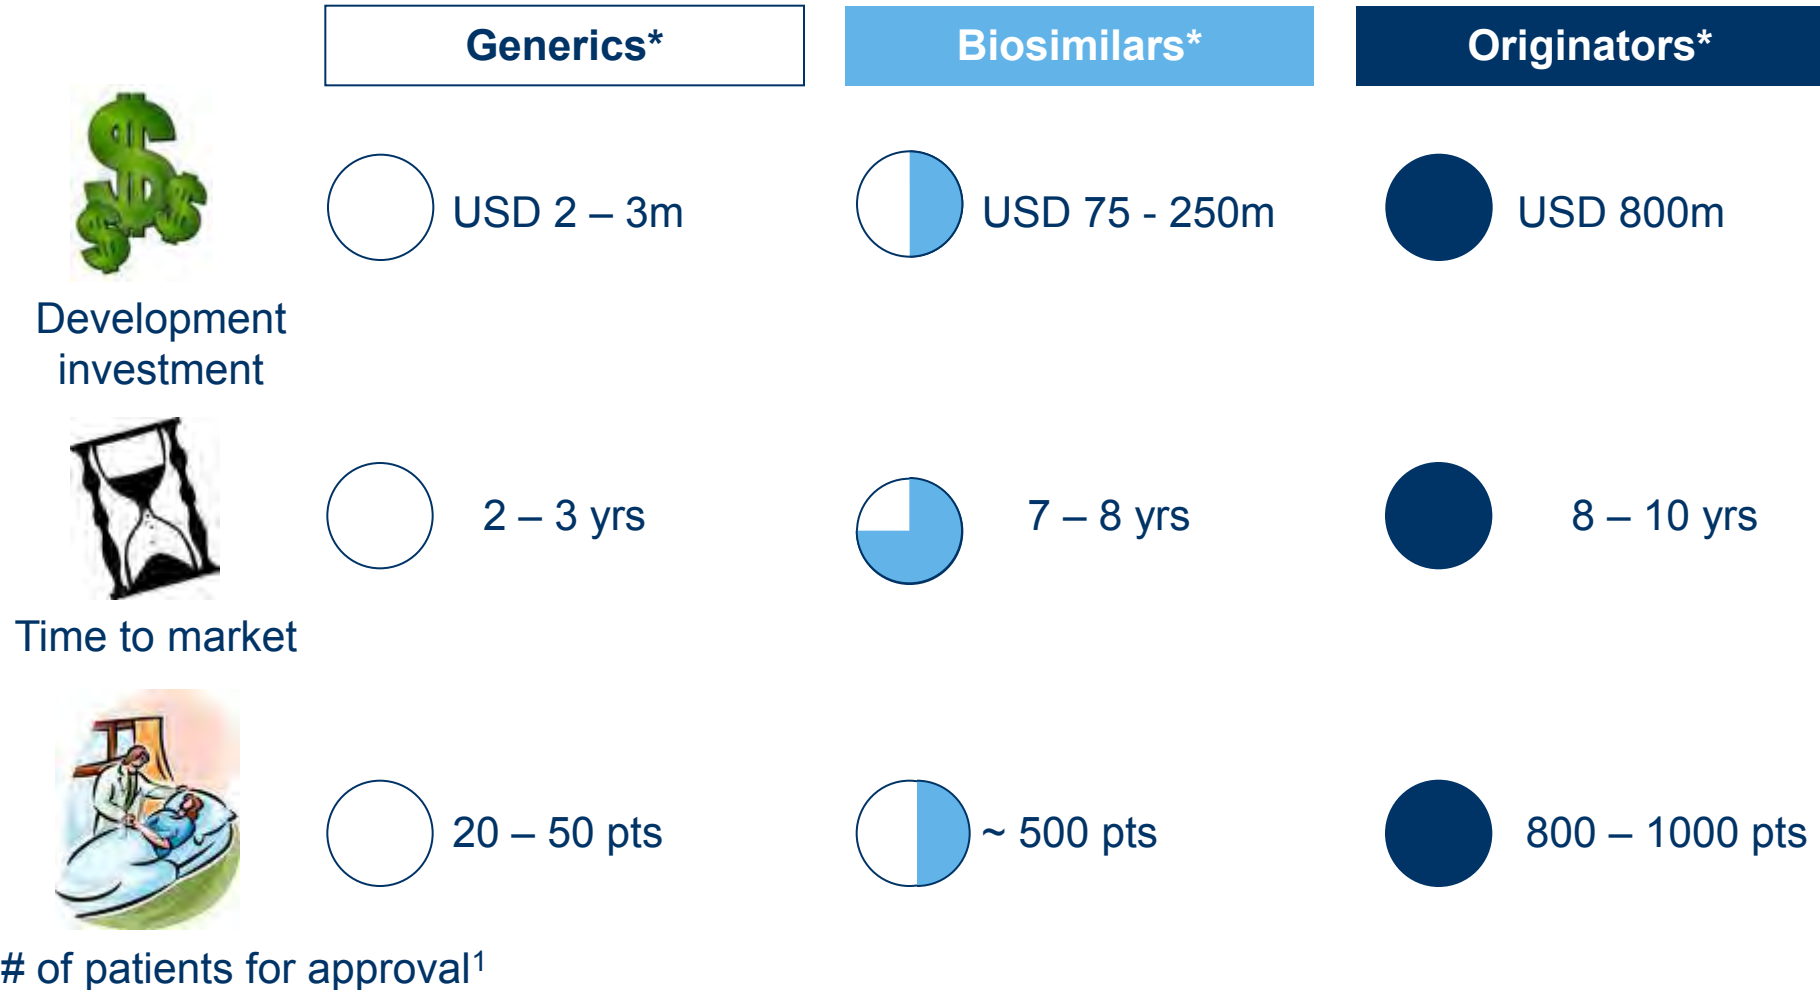 Generics*
Biosimilars*
Originators*
USD 2 – 3m
USD 75 - 250m
USD 800m
Development
investment
2 – 3 yrs
7 – 8 yrs
8 – 10 yrs
Time to market
20 – 50 pts
~ 500 pts
800 – 1000 pts
# of patients for approval¹